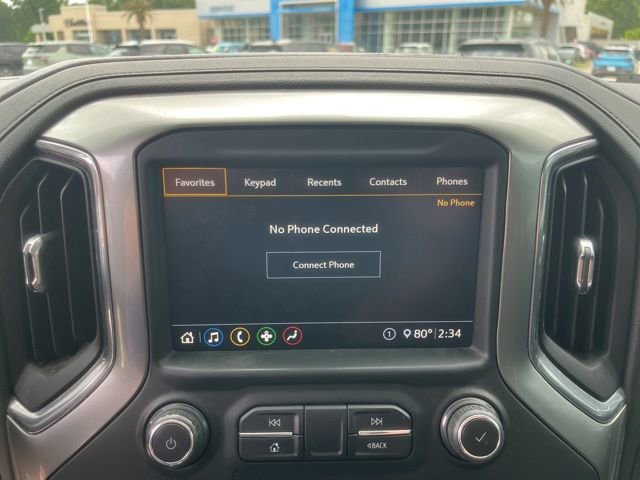 Favorites Keypad Recents Contacts Phones
No Phone
No Phone Connected
Connect Phone
1 80° 2:34
BACK